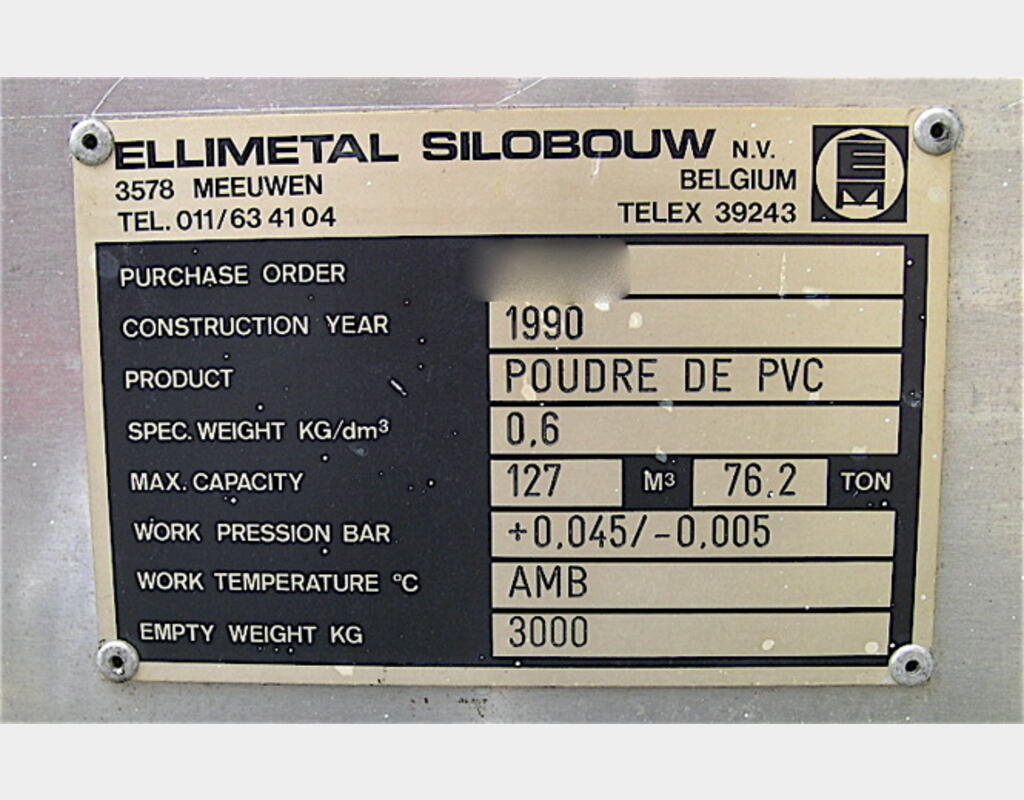 ELLIMETAL SILOBOUW N.V.
3578 MEEUWEN BELGIUM
TEL. 011/63 41 04 TELEX 39243
EM
PURCHASE ORDER
CONSTRUCTION YEAR 1990
PRODUCT POUDRE DE PVC
SPEC. WEIGHT KG/dm³ 0,6
MAX. CAPACITY 127 M³ 76.2 TON
WORK PRESSION BAR +0,045/-0,005
WORK TEMPERATURE °C AMB
EMPTY WEIGHT KG 3000